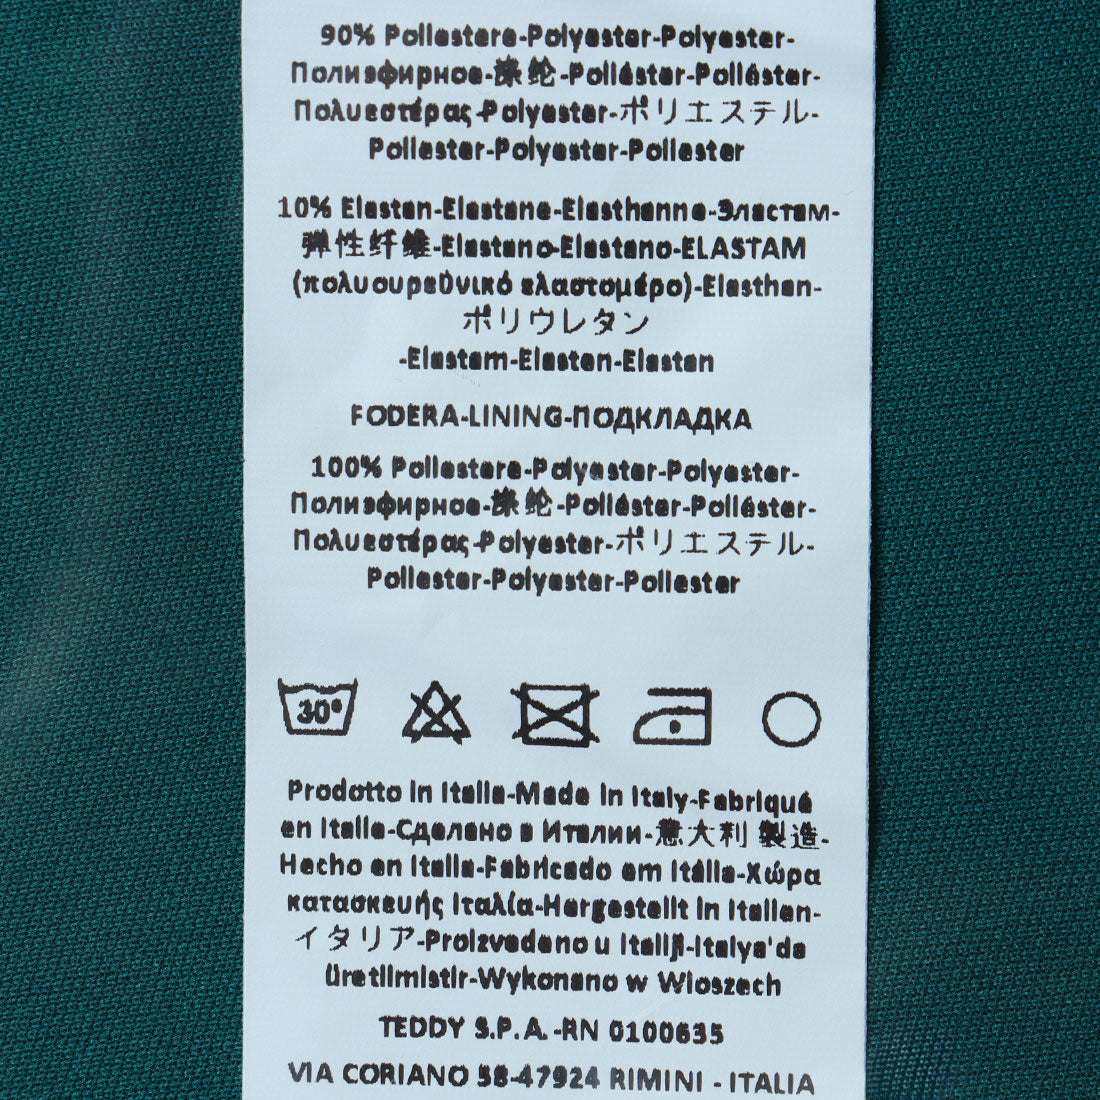 90% Poliestere-Polyester-Polyester-
Полиэфирное-涤纶-Poliéster-Poliéster-
Πολυεστέρας-Polyester-ポリエステル-
Poliester-Polyester-Poliester
10% Elastan-Elastane-Elasthanne-Эластам-
弹性纤维-Elastano-Elastano-ELASTAM
(πολυουρεθνικό ελαστομέρο)-Elasthan-
ポリウレタン
-Elastam-Elastan-Elastan
FODERA-LINING-ПОДКЛАДКА
100% Poliestere-Polyester-Polyester-
Полиэфирное-涤纶-Poliéster-Poliéster-
Πολυεστέρας-Polyester-ポリエステル-
Poliester-Polyester-Poliester
30°
Prodotto in Italia-Made in Italy-Fabriqué
en Italie-Сделано в Италии-意大利 製造-
Hecho en Italia-Fabricado em Itália-Χώρα
κατασκευής Ιταλία-Hergestellt in Italien-
イタリア-Proizvedeno u Italiji-Italya'da
üretilmistir-Wykonano w Wloszech
TEDDY S.P.A.-RN 0100635
VIA CORIANO 58-47924 RIMINI - ITALIA